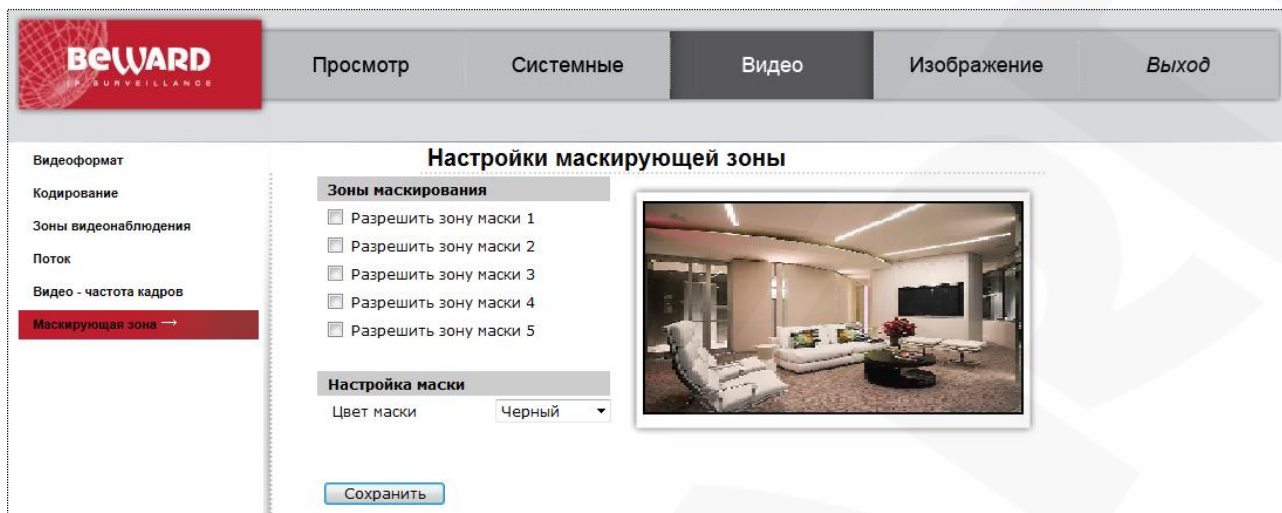 BEWARD
IP SURVEILLANCE
Просмотр
Системные
Видео
Изображение
Выход
Видеоформат
Кодирование
Зоны видеонаблюдения
Поток
Видео - частота кадров
Маскирующая зона →
Настройки маскирующей зоны
Зоны маскирования
Разрешить зону маски 1
Разрешить зону маски 2
Разрешить зону маски 3
Разрешить зону маски 4
Разрешить зону маски 5
Настройка маски
Цвет маски Черный
Сохранить